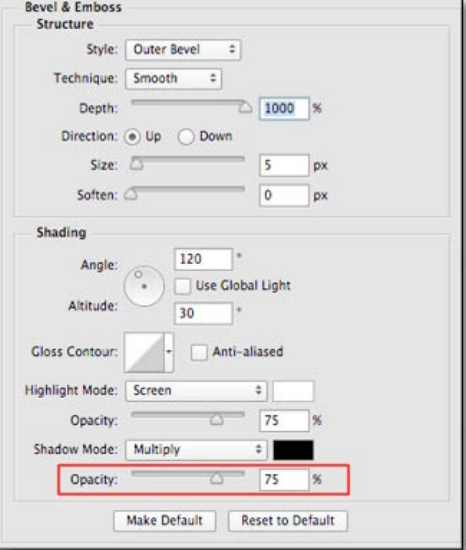 Bevel & Emboss
Structure
Style: Outer Bevel
Technique: Smooth
Depth: 1000 %
Direction: Up Down
Size: 5 px
Soften: 0 px
Shading
Angle: 120 °
Use Global Light
Altitude: 30 °
Gloss Contour: Anti-aliased
Highlight Mode: Screen
Opacity: 75 %
Shadow Mode: Multiply
Opacity: 75 %
Make Default Reset to Default